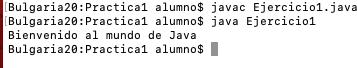 [Bulgaria20:Practica1 alumno$ javac Ejercicio1.java
[Bulgaria20:Practica1 alumno$ java Ejercicio1
Bienvenido al mundo de Java
Bulgaria20:Practica1 alumno$